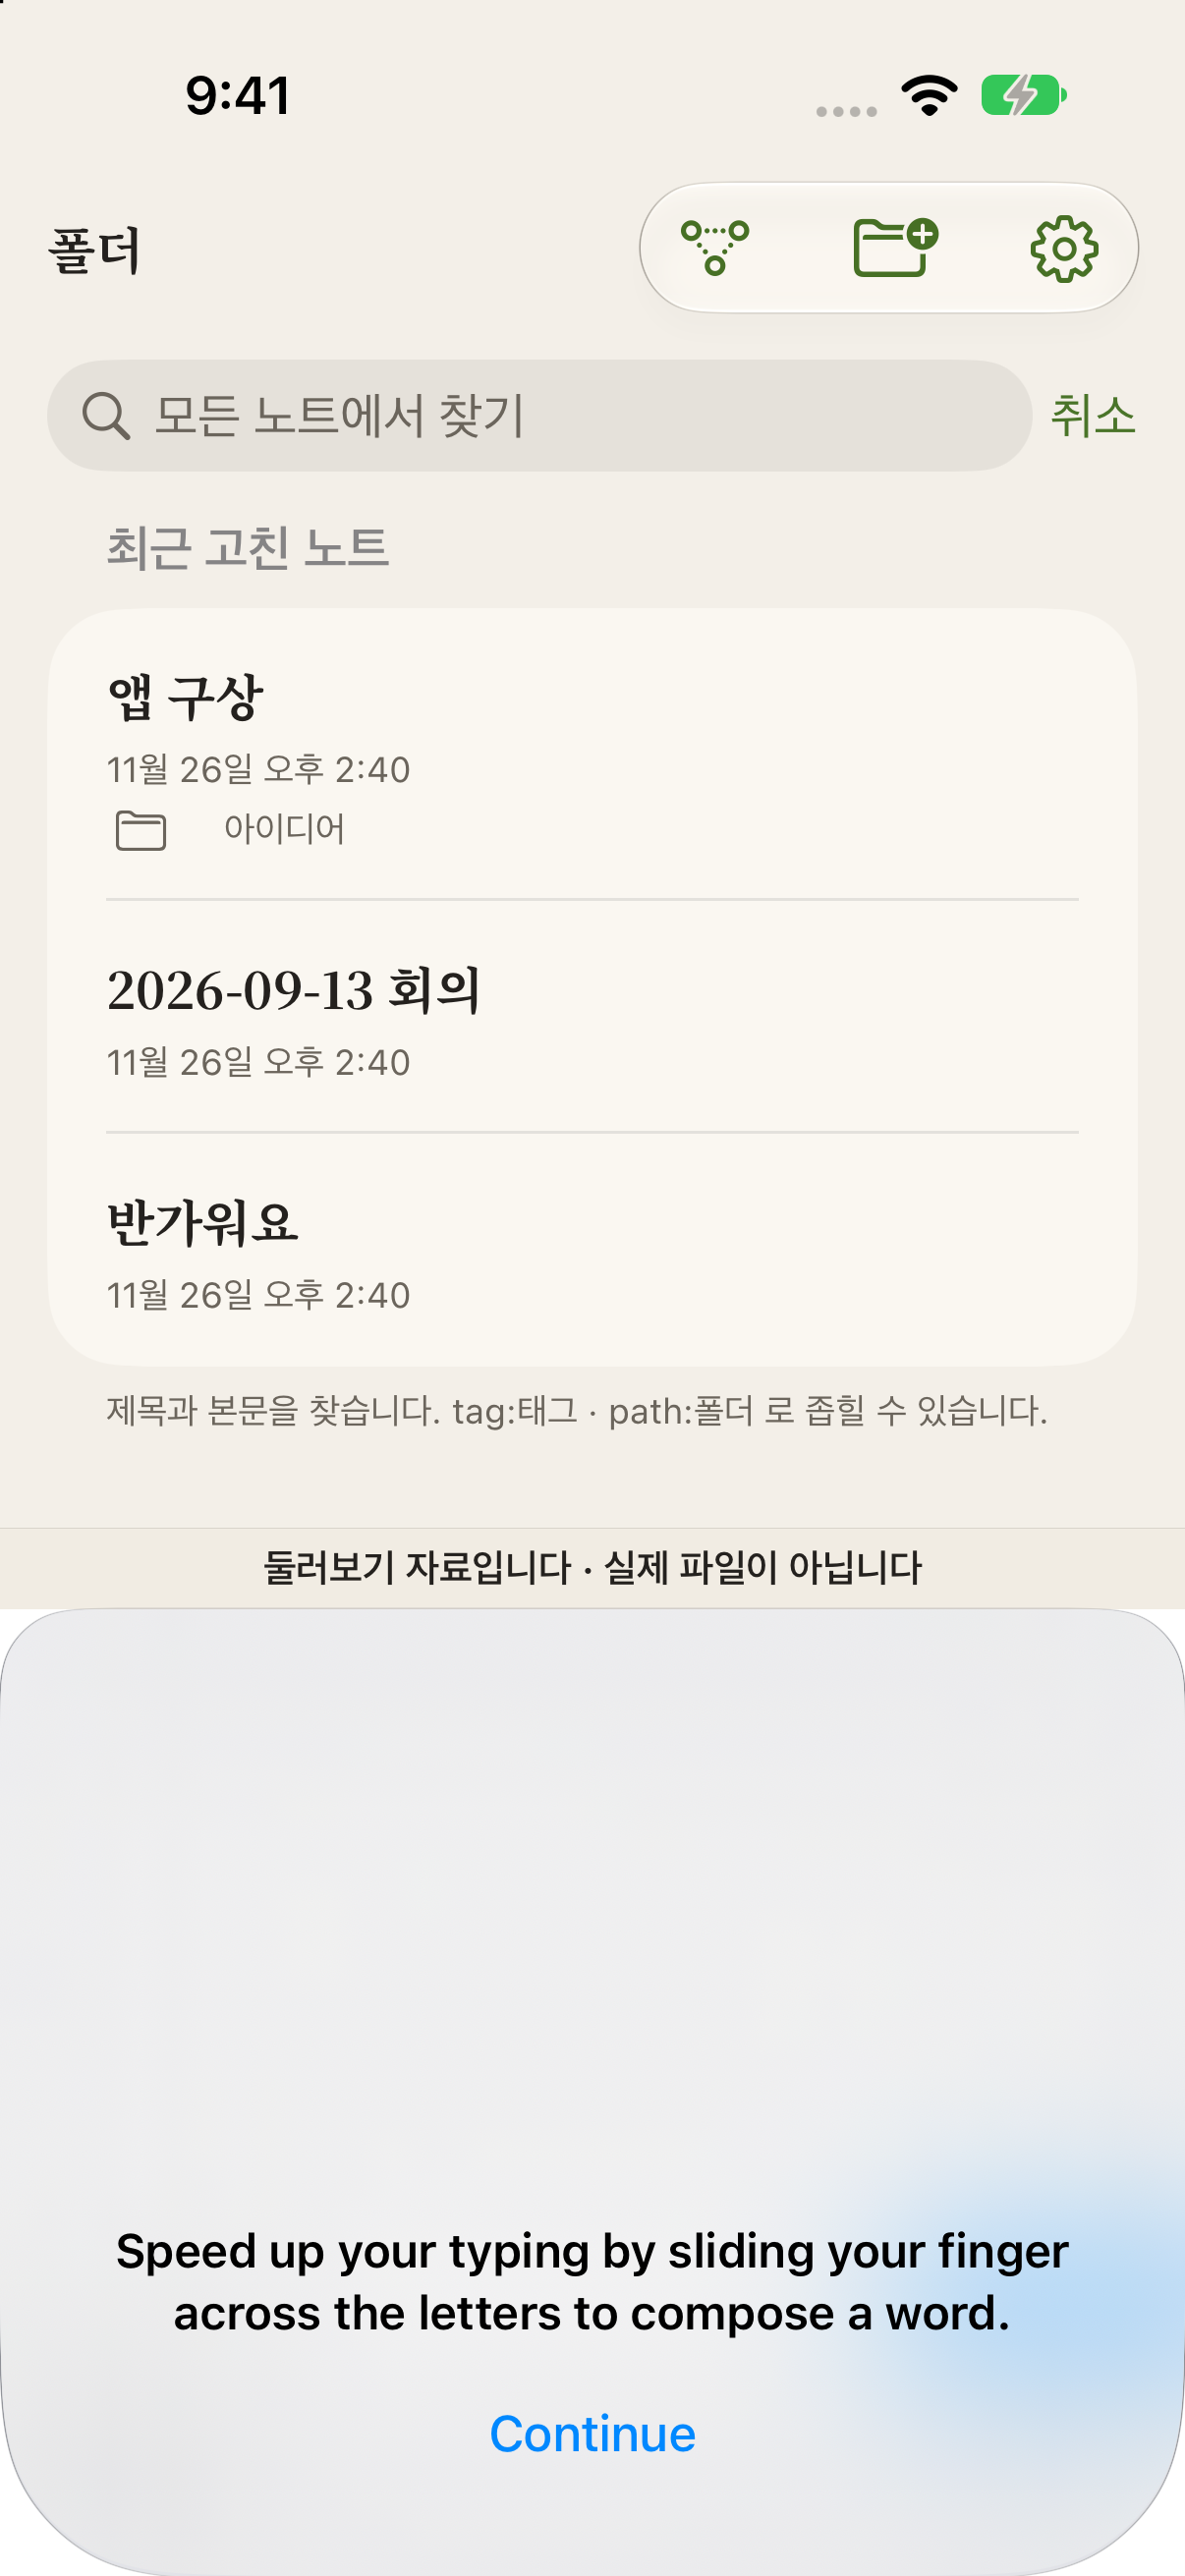 9:41
폴더
모든 노트에서 찾기
취소
최근 고친 노트
앱 구상
11월 26일 오후 2:40
아이디어
2026-09-13 회의
11월 26일 오후 2:40
반가워요
11월 26일 오후 2:40
제목과 본문을 찾습니다. tag:태그 · path:폴더 로 좁힐 수 있습니다.
둘러보기 자료입니다 · 실제 파일이 아닙니다
Speed up your typing by sliding your finger
across the letters to compose a word.
Continue